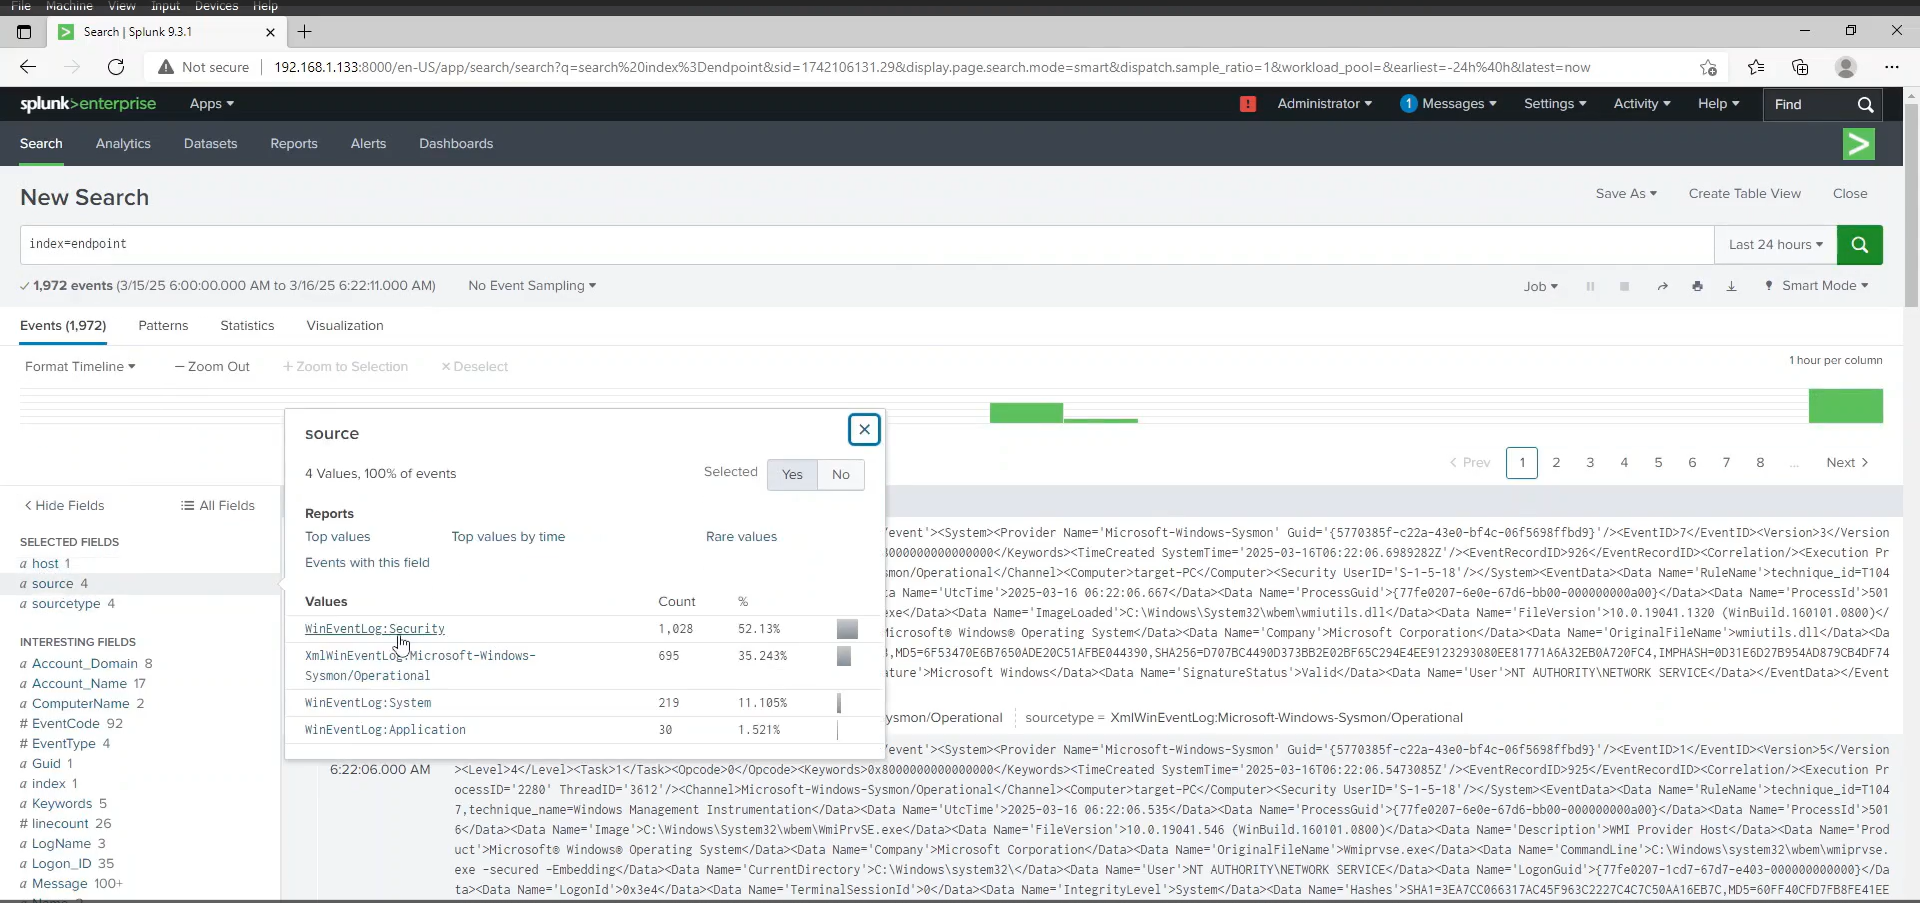 File Machine View Input Devices Help
Search | Splunk 9.3.1
Not secure 192.168.1.133:8000/en-US/app/search/search?q=search%20index%3Dendpoint&sid=1742106131.29&display.page.search.mode=smart&dispatch.sample_ratio=1&workload_pool=&earliest=-24h%40h&latest=now
splunk>enterprise Apps ! Administrator 1 Messages Settings Activity Help Find
Search Analytics Datasets Reports Alerts Dashboards
New Search Save As Create Table View Close
index=endpoint Last 24 hours
✓ 1,972 events (3/15/25 6:00:00.000 AM to 3/16/25 6:22:11.000 AM) No Event Sampling Job Smart Mode
Events (1,972) Patterns Statistics Visualization
Format Timeline — Zoom Out + Zoom to Selection × Deselect 1 hour per column
source
4 Values, 100% of events Selected Yes No
Reports
Top values Top values by time Rare values
Events with this field
Values Count %
WinEventLog:Security 1,028 52.13%
XmlWinEventLog:Microsoft-Windows-
Sysmon/Operational 695 35.243%
WinEventLog:System 219 11.105%
WinEventLog:Application 30 1.521%
< Prev 1 2 3 4 5 6 7 8 ... Next >
< Hide Fields All Fields
SELECTED FIELDS
a host 1
a source 4
a sourcetype 4
INTERESTING FIELDS
a Account_Domain 8
a Account_Name 17
a ComputerName 2
# EventCode 92
# EventType 4
a Guid 1
a index 1
a Keywords 5
# linecount 26
a LogName 3
a Logon_ID 35
a Message 100+
/event'><System><Provider Name='Microsoft-Windows-Sysmon' Guid='{5770385f-c22a-43e0-bf4c-06f5698ffbd9}'/><EventID>7</EventID><Version>3</Version
8000000000000000</Keywords><TimeCreated SystemTime='2025-03-16T06:22:06.6989282Z'/><EventRecordID>926</EventRecordID><Correlation/><Execution Pr
smon/Operational</Channel><Computer>target-PC</Computer><Security UserID='S-1-5-18'/></System><EventData><Data Name='RuleName'>technique_id=T104
ta Name='UtcTime'>2025-03-16 06:22:06.667</Data><Data Name='ProcessGuid'>{77fe0207-6e0e-67d6-bb00-000000000a00}</Data><Data Name='ProcessId'>501
exe</Data><Data Name='ImageLoaded'>C:\Windows\System32\wbem\wmiutils.dll</Data><Data Name='FileVersion'>10.0.19041.1320 (WinBuild.160101.0800)</
Microsoft® Windows® Operating System</Data><Data Name='Company'>Microsoft Corporation</Data><Data Name='OriginalFileName'>wmiutils.dll</Data><Da
3,MD5=6F53470E6B7650ADE20C51AFBE044390,SHA256=D707BC4490D373BB2E02BF65C294E4EE9123293080EE81771A6A32EB0A720FC4,IMPHASH=0D31E6D27B954AD879CB4DF74
ture'>Microsoft Windows</Data><Data Name='SignatureStatus'>Valid</Data><Data Name='User'>NT AUTHORITY\NETWORK SERVICE</Data></EventData></Event
ysmon/Operational sourcetype = XmlWinEventLog:Microsoft-Windows-Sysmon/Operational
/event'><System><Provider Name='Microsoft-Windows-Sysmon' Guid='{5770385f-c22a-43e0-bf4c-06f5698ffbd9}'/><EventID>1</EventID><Version>5</Version
6:22:06.000 AM ><Level>4</Level><Task>1</Task><Opcode>0</Opcode><Keywords>0x8000000000000000</Keywords><TimeCreated SystemTime='2025-03-16T06:22:06.5473085Z'/><EventRecordID>925</EventRecordID><Correlation/><Execution Pr
ocessID='2280' ThreadID='3612'/><Channel>Microsoft-Windows-Sysmon/Operational</Channel><Computer>target-PC</Computer><Security UserID='S-1-5-18'/></System><EventData><Data Name='RuleName'>technique_id=T104
7,technique_name=Windows Management Instrumentation</Data><Data Name='UtcTime'>2025-03-16 06:22:06.535</Data><Data Name='ProcessGuid'>{77fe0207-6e0e-67d6-bb00-000000000a00}</Data><Data Name='ProcessId'>501
6</Data><Data Name='Image'>C:\Windows\System32\wbem\WmiPrvSE.exe</Data><Data Name='FileVersion'>10.0.19041.546 (WinBuild.160101.0800)</Data><Data Name='Description'>WMI Provider Host</Data><Data Name='Prod
uct'>Microsoft® Windows® Operating System</Data><Data Name='Company'>Microsoft Corporation</Data><Data Name='OriginalFileName'>Wmiprvse.exe</Data><Data Name='CommandLine'>C:\Windows\system32\wbem\wmiprvse.
exe -secured -Embedding</Data><Data Name='CurrentDirectory'>C:\Windows\system32\</Data><Data Name='User'>NT AUTHORITY\NETWORK SERVICE</Data><Data Name='LogonGuid'>{77fe0207-1cd7-67d7-e403-000000000000}</Da
ta><Data Name='LogonId'>0x3e4</Data><Data Name='TerminalSessionId'>0</Data><Data Name='IntegrityLevel'>System</Data><Data Name='Hashes'>SHA1=3EA7CC066317AC45F963C2227C4C7C50AA16EB7C,MD5=60FF40CFD7FB8FE41EE